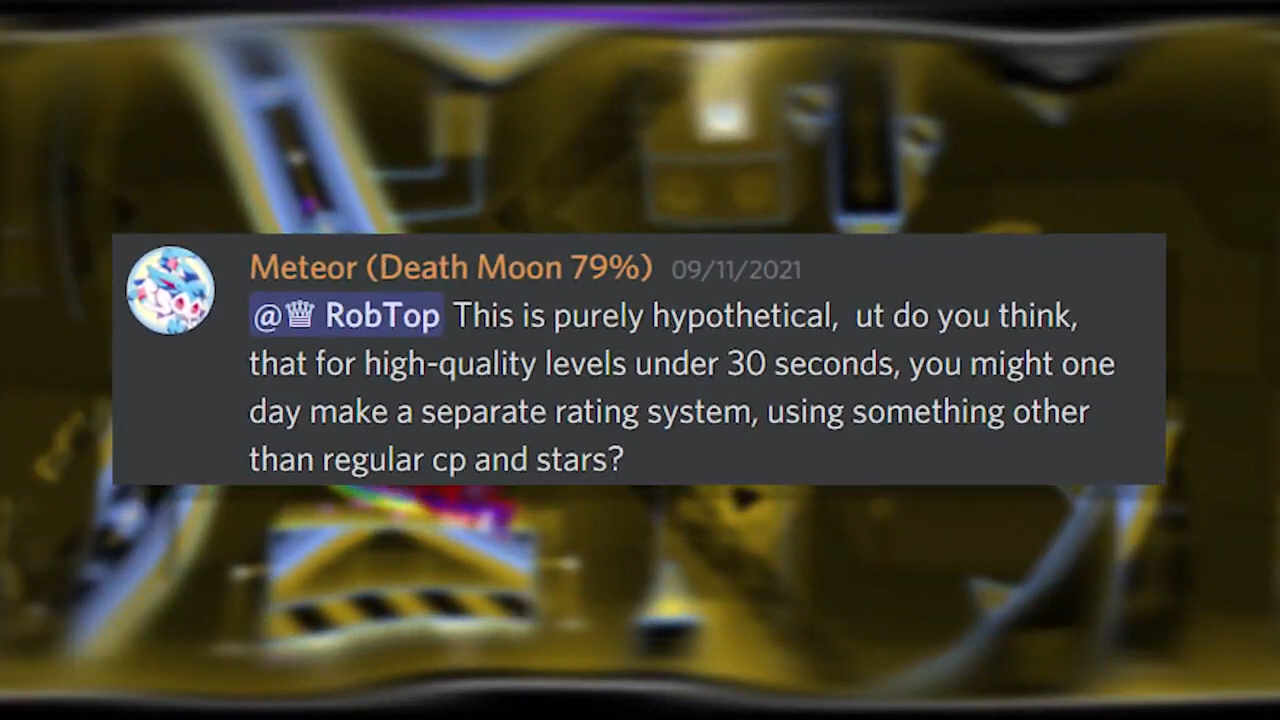 Meteor (Death Moon 79%) 09/11/2021
@♕ RobTop This is purely hypothetical,  ut do you think,
that for high-quality levels under 30 seconds, you might one
day make a separate rating system, using something other
than regular cp and stars?